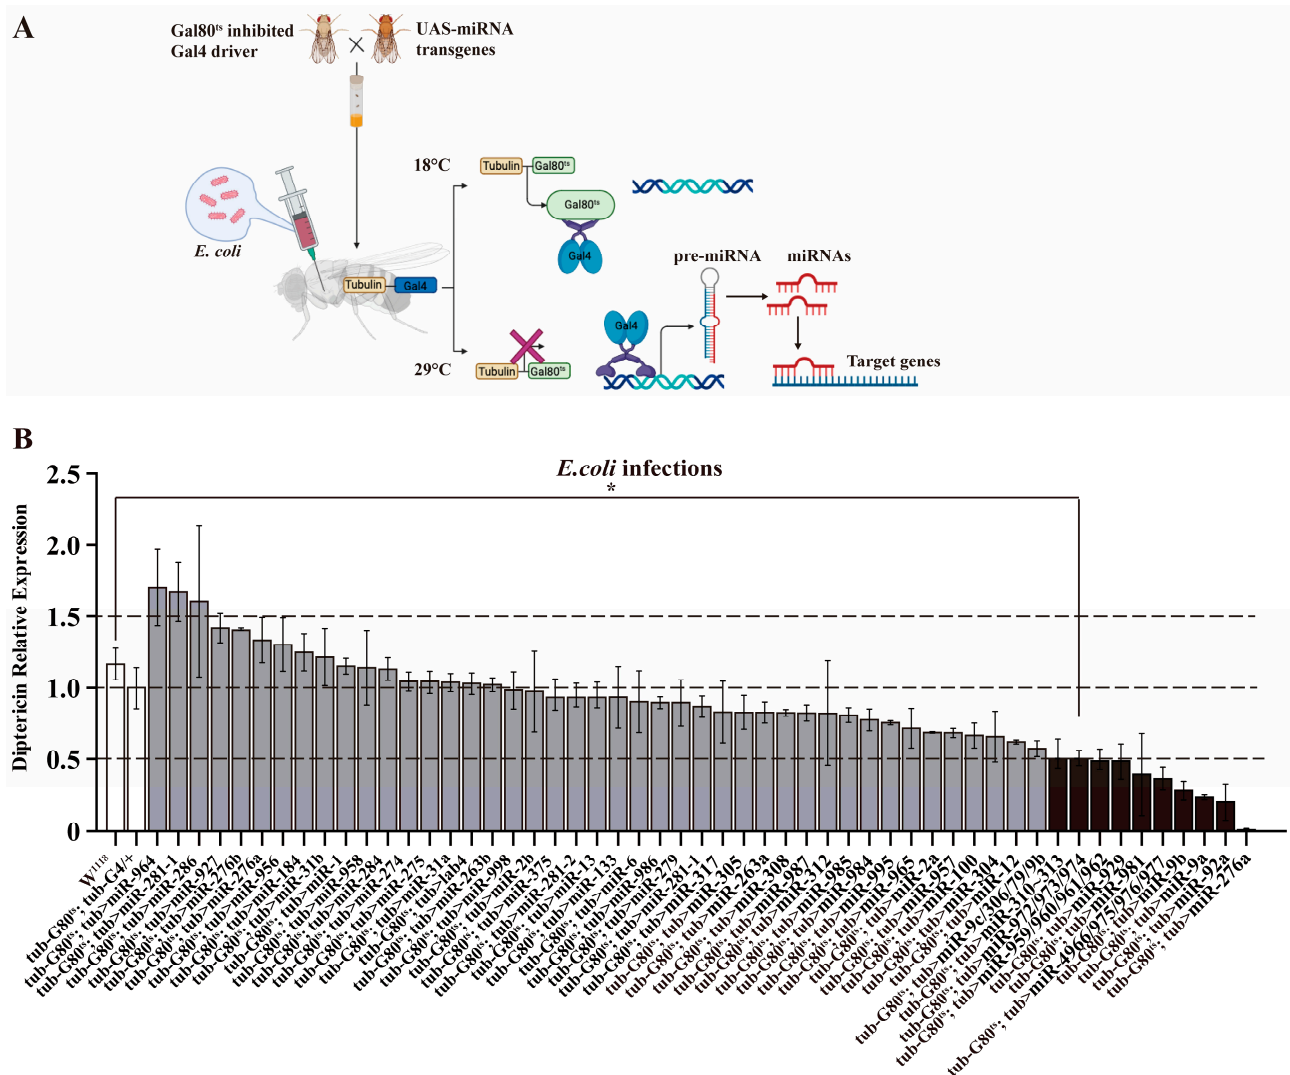 A
Gal80ts inhibited
Gal4 driver
UAS-miRNA
transgenes
E. coli
18°C
Tubulin
Gal80ts
Gal80ts
Gal4
Tubulin
Gal4
pre-miRNA
miRNAs
Gal4
29°C
Tubulin
Gal80ts
Target genes
B
E.coli infections
*
Diptericin Relative Expression
2.5
2.0
1.5
1.0
0.5
0
W1118
tub-G80ts; tub-G4/+
tub-G80ts; tub>miR-964
tub-G80ts; tub>miR-281-1
tub-G80ts; tub>miR-286
tub-G80ts; tub>miR-927
tub-G80ts; tub>miR-276b
tub-G80ts; tub>miR-276a
tub-G80ts; tub>miR-956
tub-G80ts; tub>miR-184
tub-G80ts; tub>miR-31b
tub-G80ts; tub>miR-1
tub-G80ts; tub>miR-958
tub-G80ts; tub>miR-284
tub-G80ts; tub>miR-274
tub-G80ts; tub>miR-275
tub-G80ts; tub>miR-31a
tub-G80ts; tub>Iab4
tub-G80ts; tub>miR-263b
tub-G80ts; tub>miR-998
tub-G80ts; tub>miR-2b
tub-G80ts; tub>miR-375
tub-G80ts; tub>miR-281-2
tub-G80ts; tub>miR-13
tub-G80ts; tub>miR-133
tub-G80ts; tub>miR-6
tub-G80ts; tub>miR-986
tub-G80ts; tub>miR-279
tub-G80ts; tub>miR-281-1
tub-G80ts; tub>miR-317
tub-G80ts; tub>miR-305
tub-G80ts; tub>miR-263a
tub-G80ts; tub>miR-308
tub-G80ts; tub>miR-987
tub-G80ts; tub>miR-312
tub-G80ts; tub>miR-985
tub-G80ts; tub>miR-984
tub-G80ts; tub>miR-995
tub-G80ts; tub>miR-965
tub-G80ts; tub>miR-2a
tub-G80ts; tub>miR-957
tub-G80ts; tub>miR-100
tub-G80ts; tub>miR-304
tub-G80ts; tub>miR-12
tub-G80ts; tub>miR-9c/306/79/9b
tub-G80ts; tub>miR-310-313
tub-G80ts; tub>miR-972/973/974
tub-G80ts; tub>miR-959/960/961/962
tub-G80ts; tub>miR-929
tub-G80ts; tub>miR-981
tub-G80ts; tub>miR-4966/975/976/977
tub-G80ts; tub>miR-9b
tub-G80ts; tub>miR-9a
tub-G80ts; tub>miR-92a
tub-G80ts; tub>miR-276a